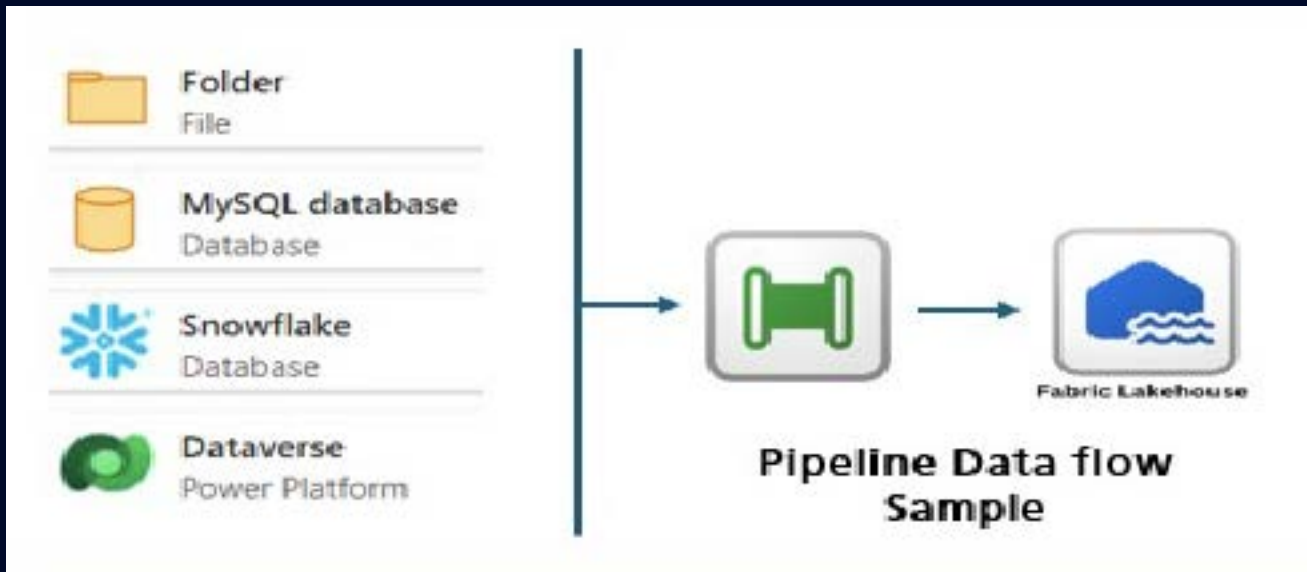 Folder
File
MySQL database
Database
Snowflake
Database
Dataverse
Power Platform
Fabric Lakehouse
Pipeline Data flow
Sample